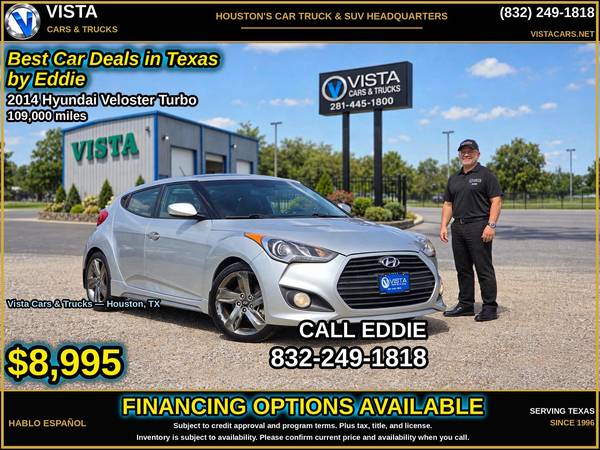 VISTA
CARS & TRUCKS
HOUSTON'S CAR TRUCK & SUV HEADQUARTERS
(832) 249-1818
VISTACARS.NET
Best Car Deals in Texas
by Eddie
2014 Hyundai Veloster Turbo
109,000 miles
VISTA
CARS & TRUCKS
281-445-1800
VISTA
VISTA
Vista Cars & Trucks — Houston, TX
CALL EDDIE
832-249-1818
$8,995
FINANCING OPTIONS AVAILABLE
HABLO ESPAÑOL
Subject to credit approval and program terms. Plus tax, title, and license.
Inventory is subject to availability. Please confirm current price and availability when you call.
SERVING TEXAS
SINCE 1996